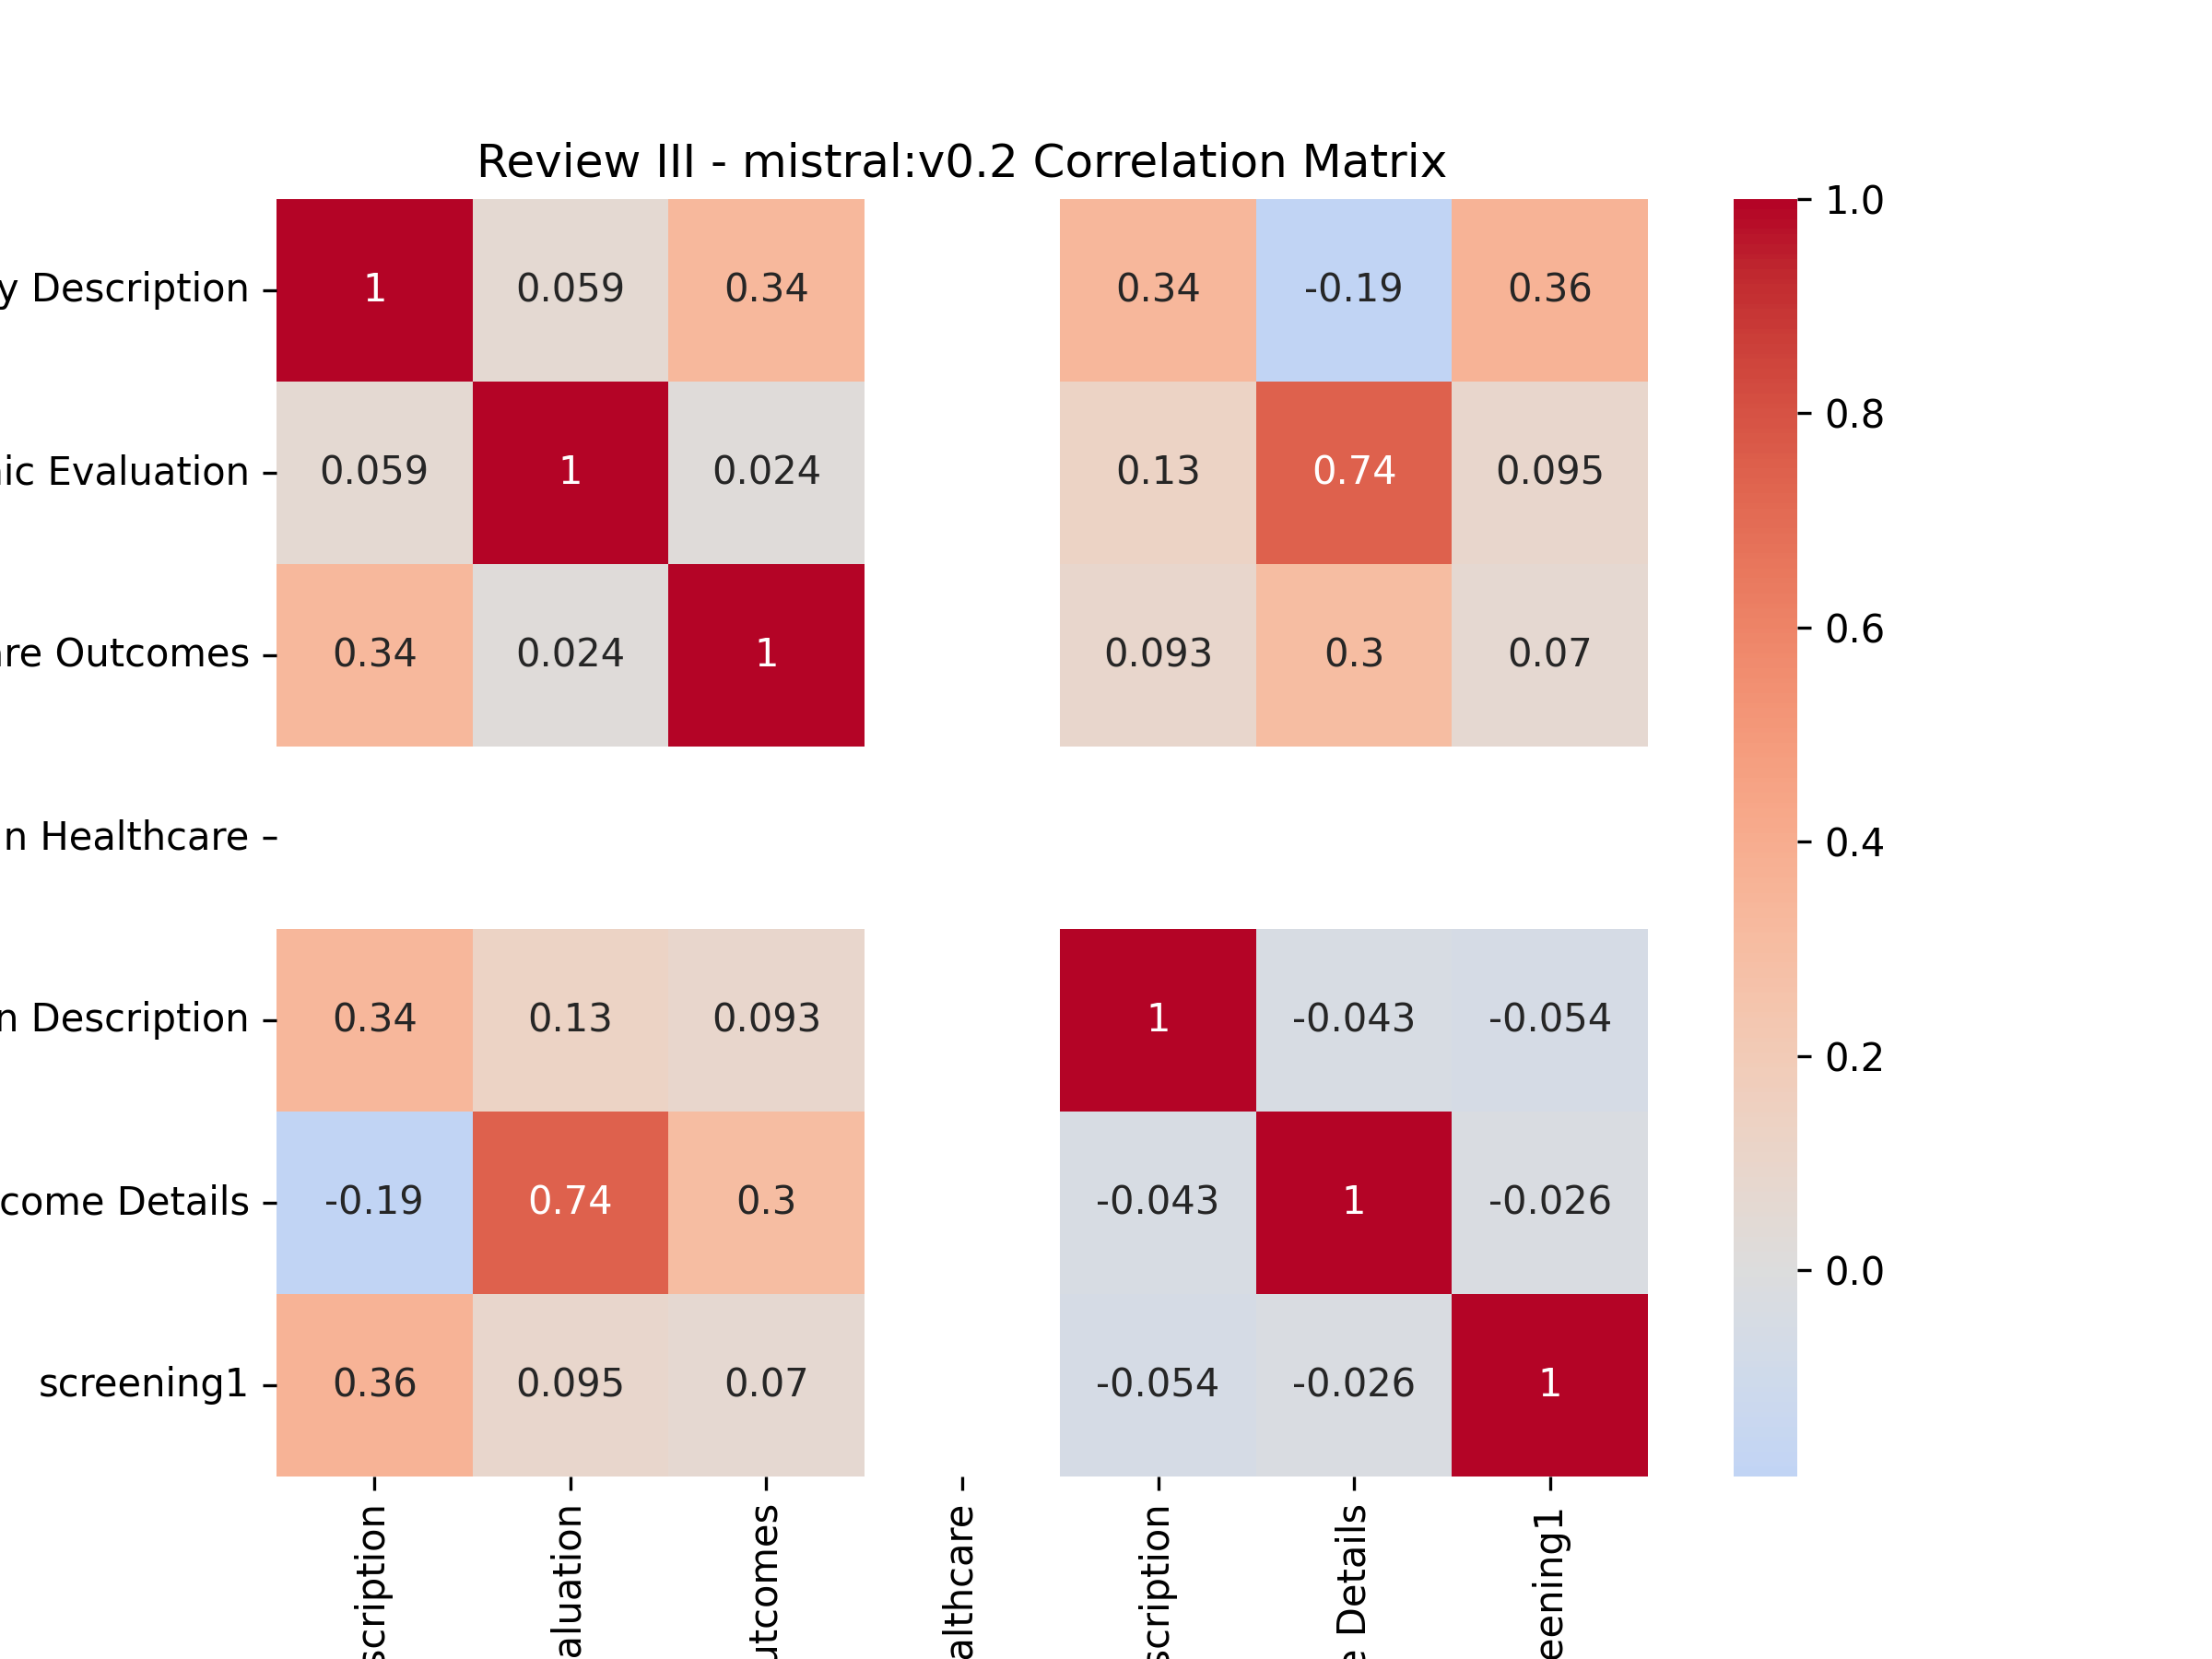 Review III - mistral:v0.2 Correlation Matrix
1.0
y Description 1 0.059 0.34 0.34 -0.19 0.36
0.8
ic Evaluation 0.059 1 0.024 0.13 0.74 0.095
0.6
re Outcomes 0.34 0.024 1 0.093 0.3 0.07
n Healthcare
0.4
n Description 0.34 0.13 0.093 1 -0.043 -0.054
0.2
come Details -0.19 0.74 0.3 -0.043 1 -0.026
0.0
screening1 0.36 0.095 0.07 -0.054 -0.026 1
scription
aluation
utcomes
althcare
scription
e Details
eening1